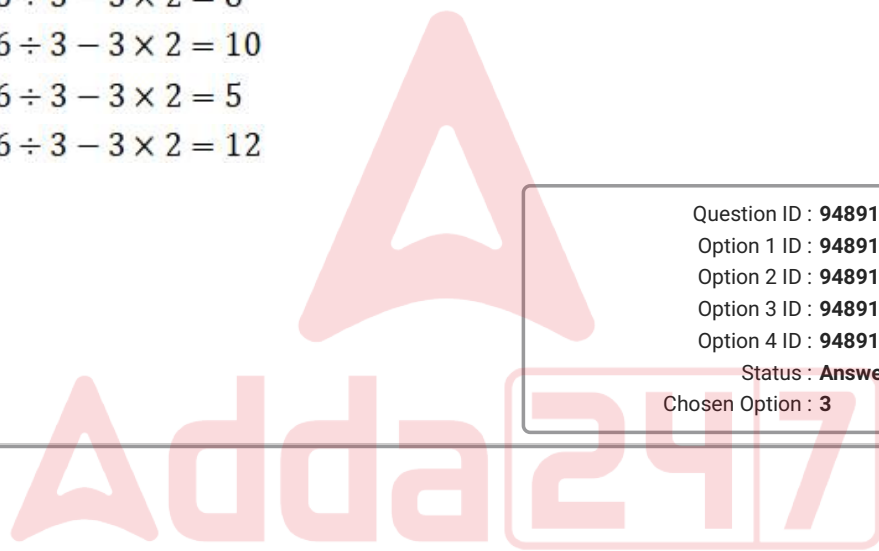 6 ÷ 3 − 3 × 2 = 10
6 ÷ 3 − 3 × 2 = 5
6 ÷ 3 − 3 × 2 = 12
Question ID : 94891
Option 1 ID : 94891
Option 2 ID : 94891
Option 3 ID : 94891
Option 4 ID : 94891
Status : Answe
Chosen Option : 3
Adda247